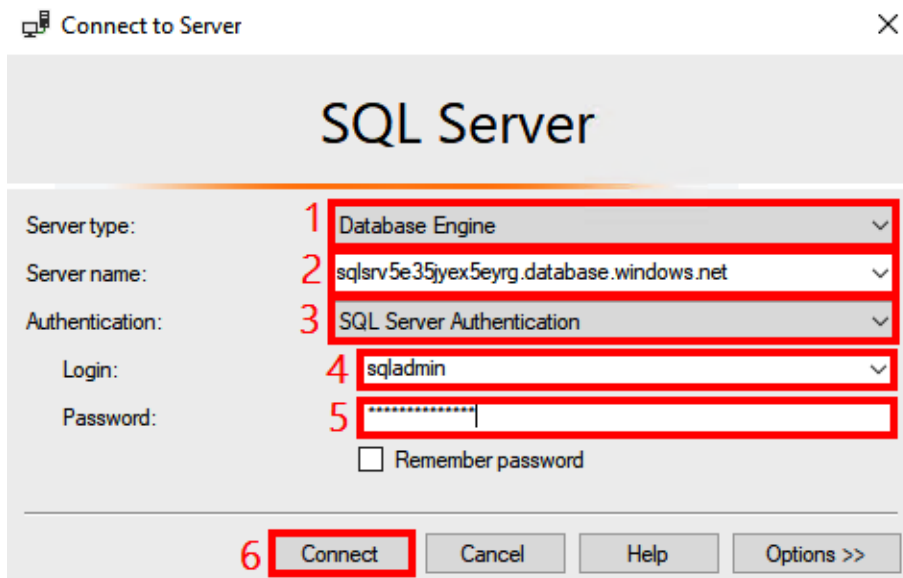 Connect to Server
SQL Server
Server type: 1 Database Engine
Server name: 2 sqlsrv5e35jyex5eyrg.database.windows.net
Authentication: 3 SQL Server Authentication
Login: 4 sqladmin
Password: 5 **************
Remember password
6 Connect Cancel Help Options >>